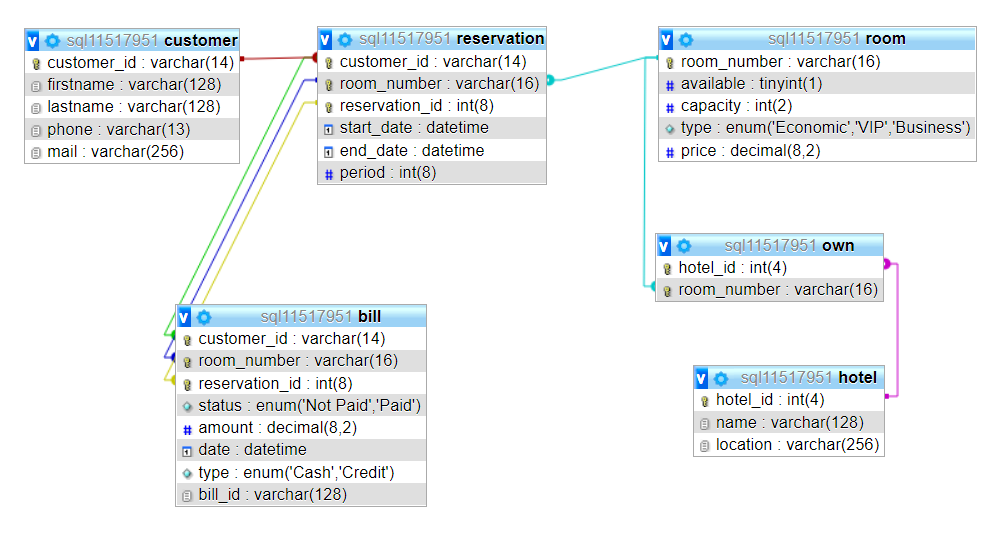 sql11517951 customer
customer_id : varchar(14)
firstname : varchar(128)
lastname : varchar(128)
phone : varchar(13)
mail : varchar(256)
sql11517951 reservation
customer_id : varchar(14)
room_number : varchar(16)
reservation_id : int(8)
start_date : datetime
end_date : datetime
period : int(8)
sql11517951 room
room_number : varchar(16)
available : tinyint(1)
capacity : int(2)
type : enum('Economic','VIP','Business')
price : decimal(8,2)
sql11517951 own
hotel_id : int(4)
room_number : varchar(16)
sql11517951 bill
customer_id : varchar(14)
room_number : varchar(16)
reservation_id : int(8)
status : enum('Not Paid','Paid')
amount : decimal(8,2)
date : datetime
type : enum('Cash','Credit')
bill_id : varchar(128)
sql11517951 hotel
hotel_id : int(4)
name : varchar(128)
location : varchar(256)